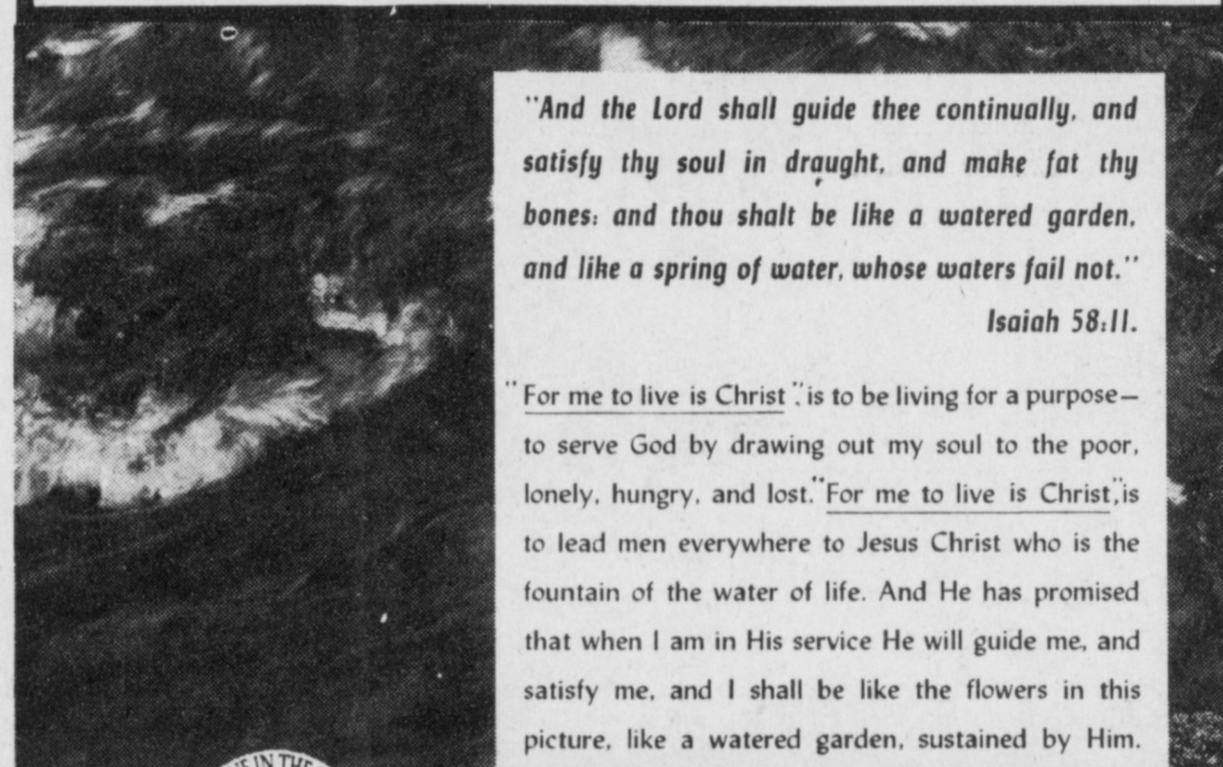 "And the Lord shall guide thee continually, and
satisfy thy soul in draught, and make fat thy
bones: and thou shalt be like a watered garden,
and like a spring of water, whose waters fail not."
Isaiah 58:11.
"For me to live is Christ", is to be living for a purpose—
to serve God by drawing out my soul to the poor,
lonely, hungry, and lost. "For me to live is Christ", is
to lead men everywhere to Jesus Christ who is the
fountain of the water of life. And He has promised
that when I am in His service He will guide me, and
satisfy me, and I shall be like the flowers in this
picture, like a watered garden, sustained by Him.
IN THE